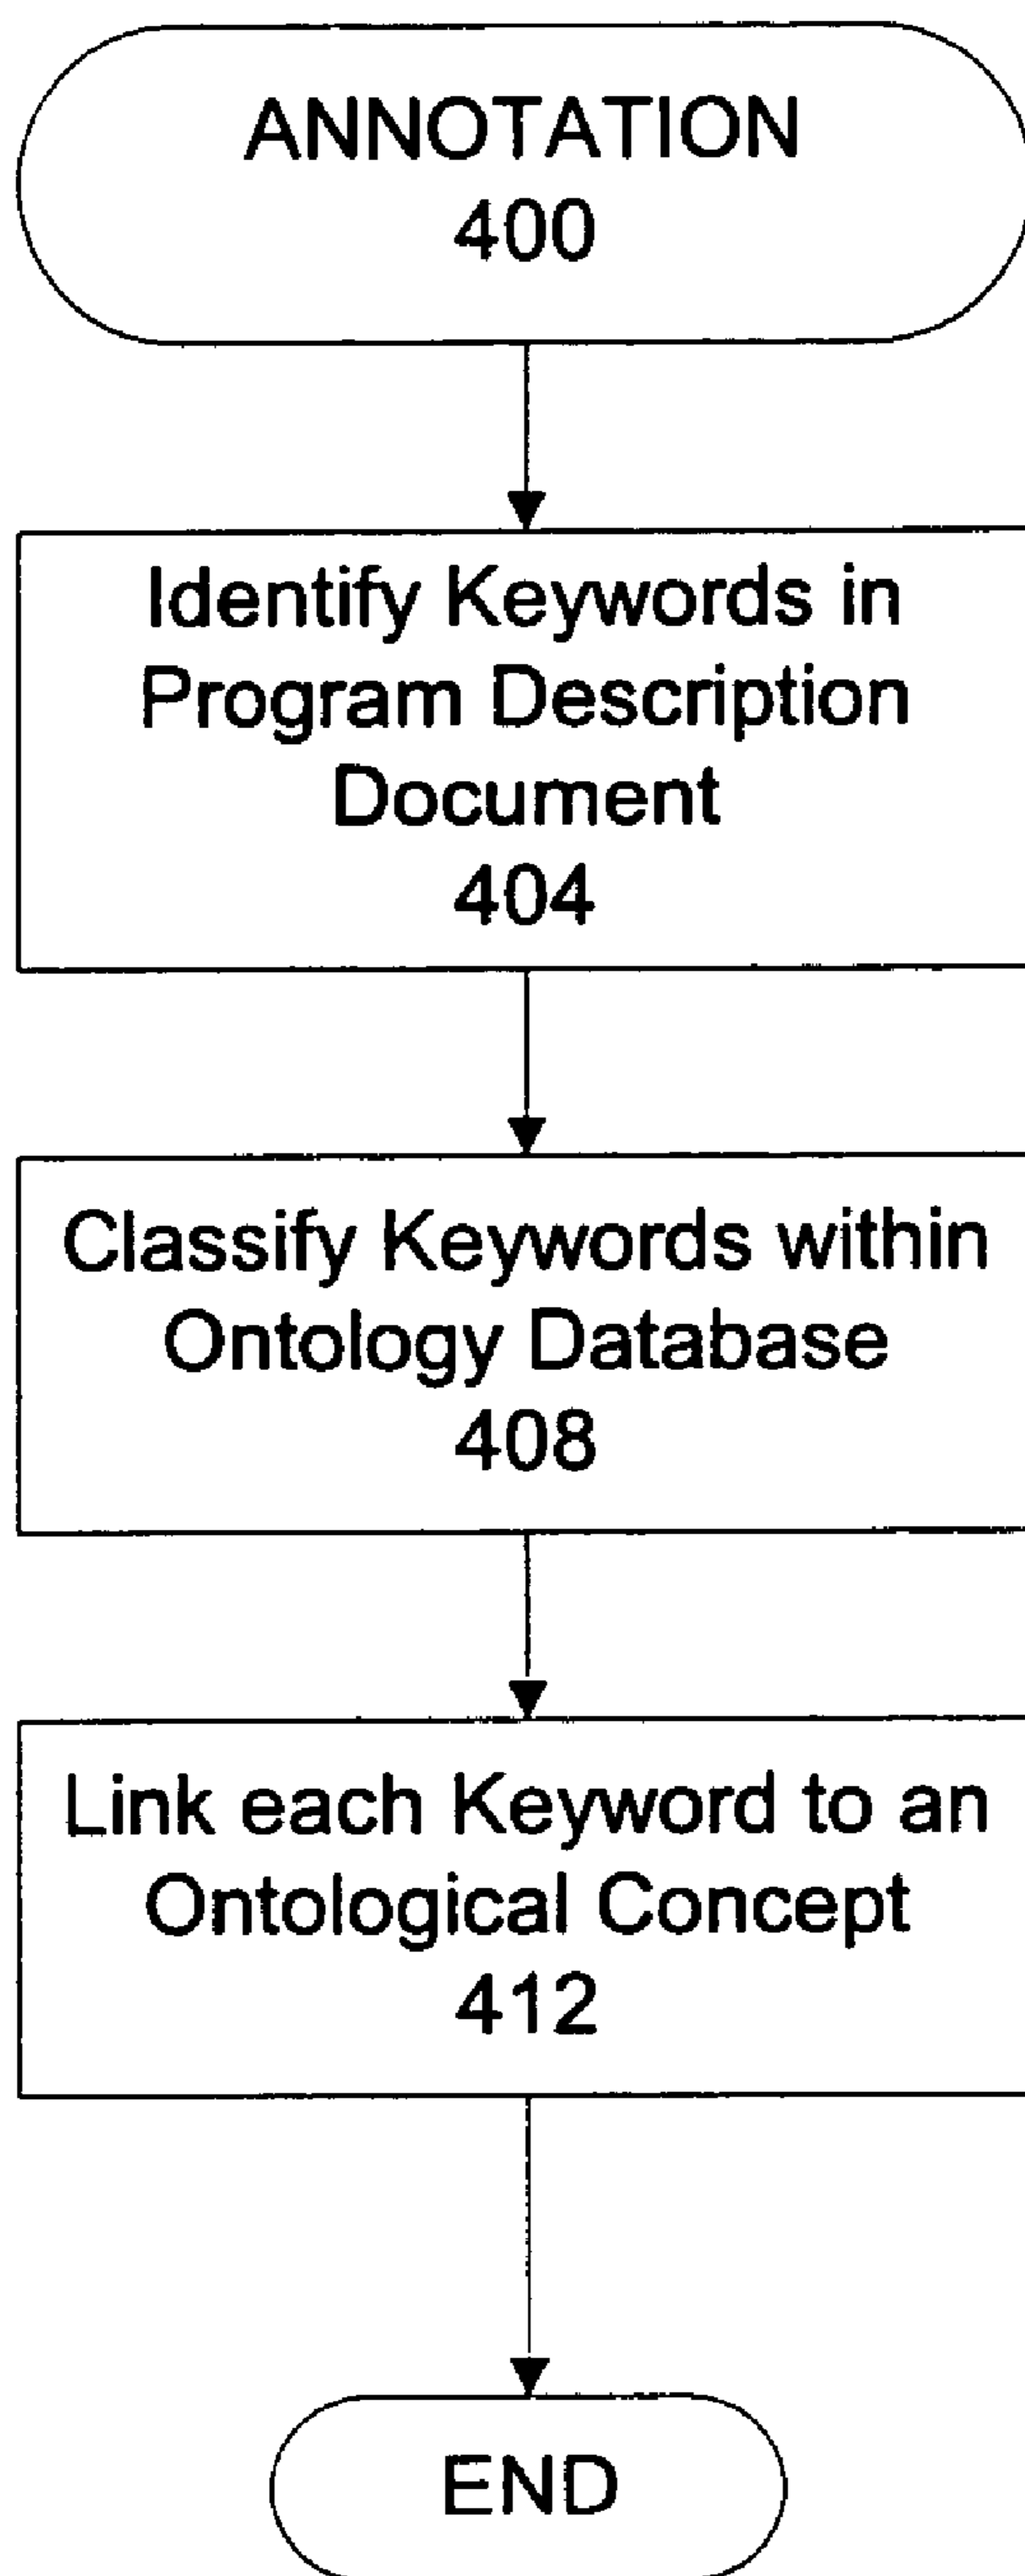 ANNOTATION
400
Identify Keywords in
Program Description
Document
404
Classify Keywords within
Ontology Database
408
Link each Keyword to an
Ontological Concept
412
END